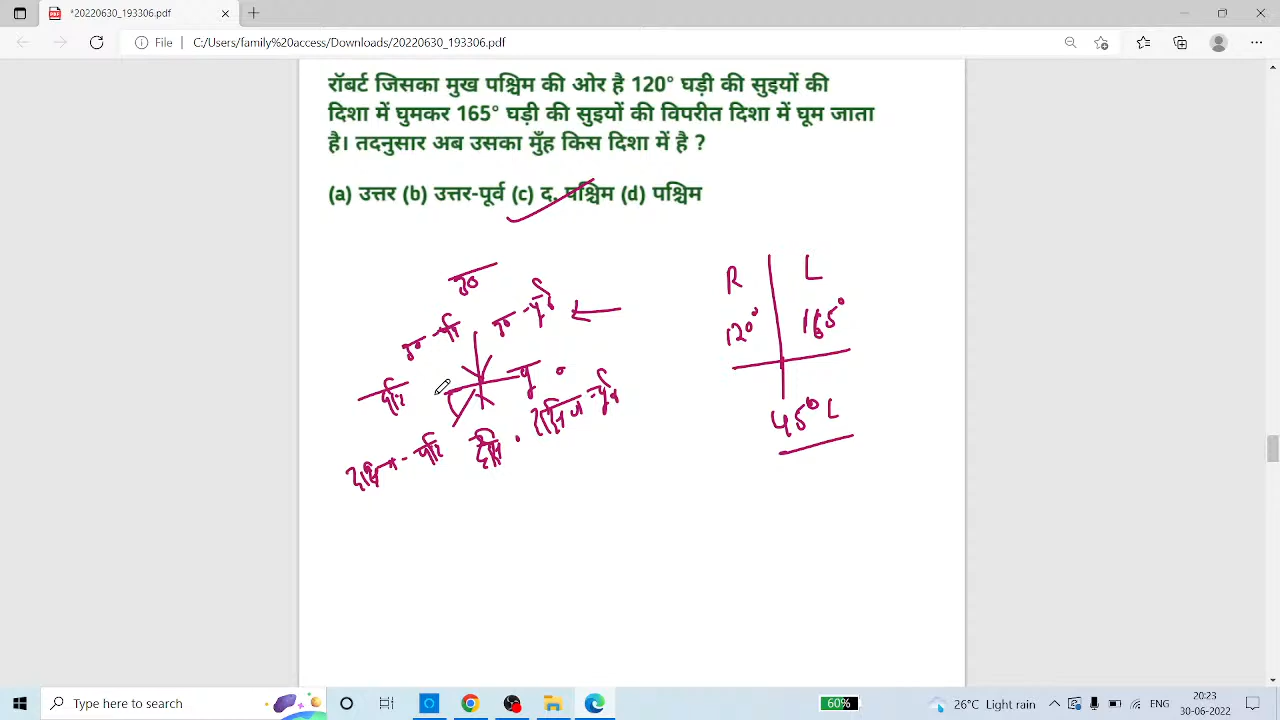 *20220630_193306.pdf
File C:/Users/family%20access/Downloads/20220630_193306.pdf
रॉबर्ट जिसका मुख पश्चिम की ओर है 120° घड़ी की सुइयों की
दिशा में घुमकर 165° घड़ी की सुइयों की विपरीत दिशा में घूम जाता
है। तदनुसार अब उसका मुँह किस दिशा में है ?
(a) उत्तर (b) उत्तर-पूर्व (c) द. पश्चिम (d) पश्चिम
R L
120° 165°
45° L
उ०
उ० -पू
पू
Type here to search
60%
26°C Light rain
ENG
20:28
30-06-2022